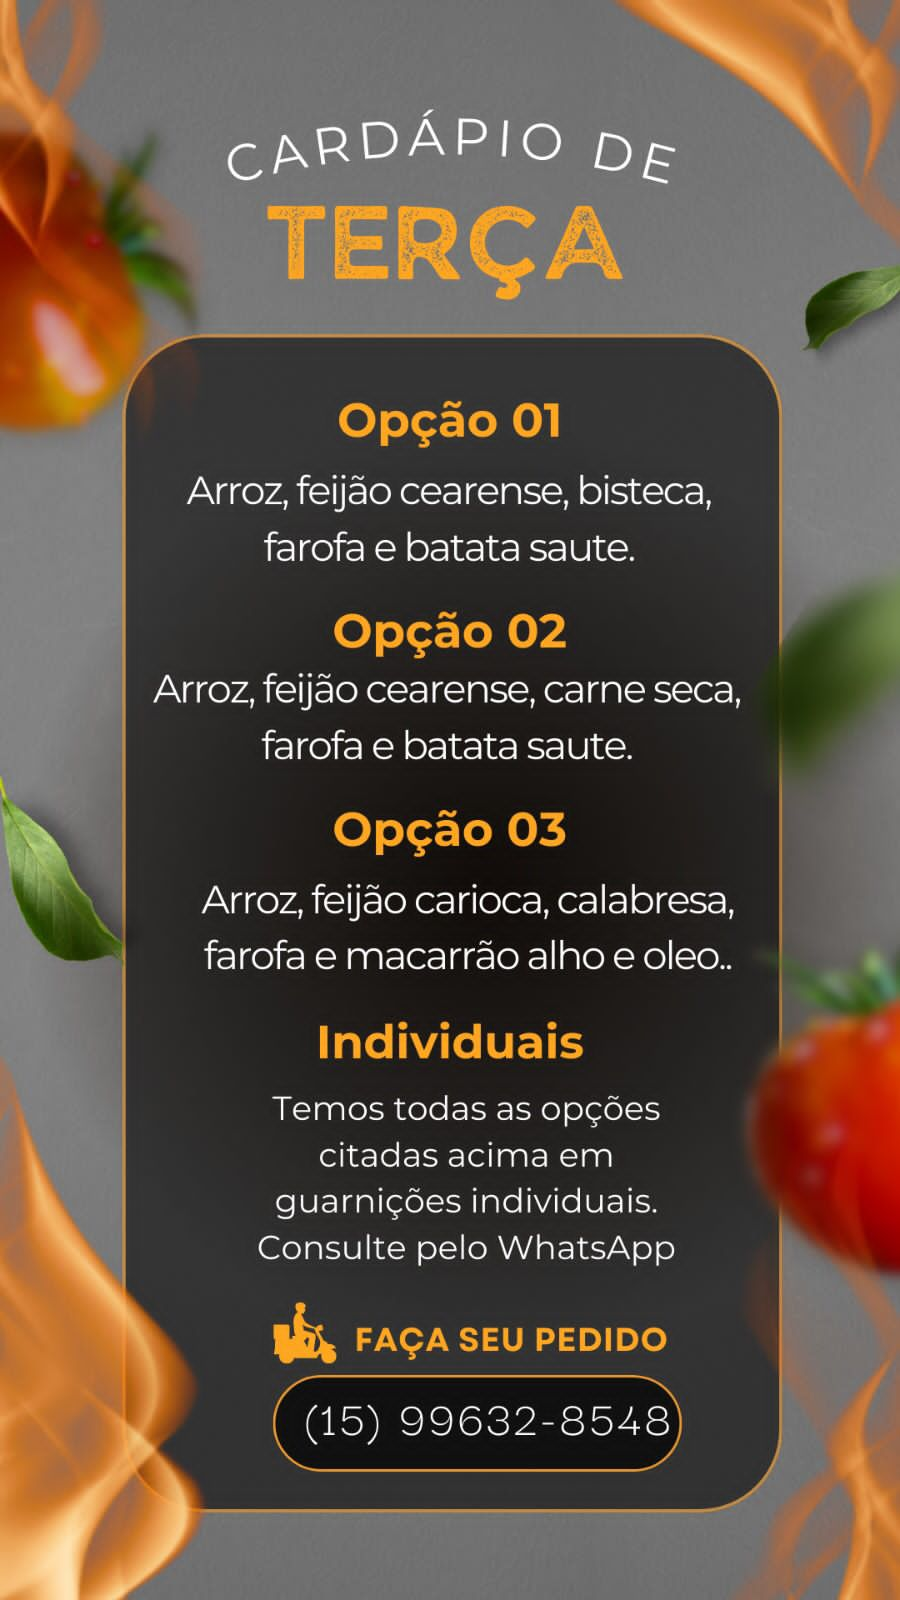 CARDÁPIO DE
TERÇA
Opção 01
Arroz, feijão cearense, bisteca,
farofa e batata saute.
Opção 02
Arroz, feijão cearense, carne seca,
farofa e batata saute.
Opção 03
Arroz, feijão carioca, calabresa,
farofa e macarrão alho e oleo..
Individuais
Temos todas as opções
citadas acima em
guarnições individuais.
Consulte pelo WhatsApp
FAÇA SEU PEDIDO
(15) 99632-8548